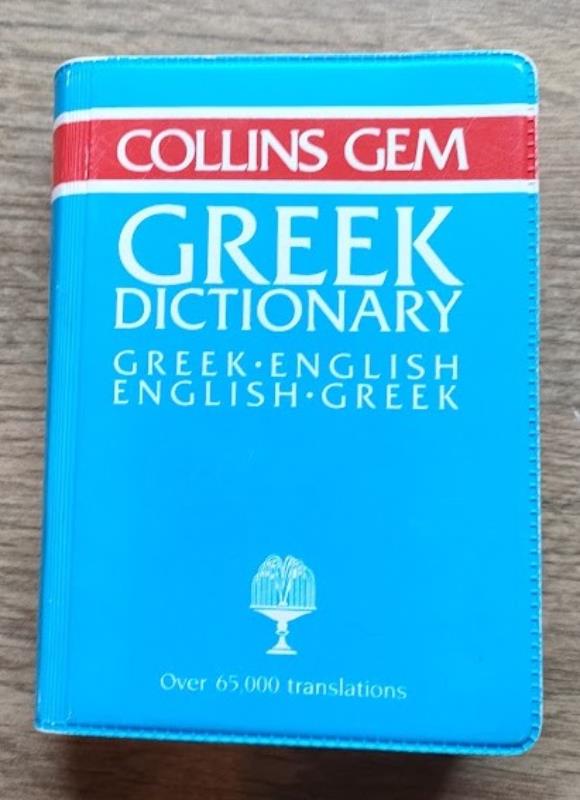 COLLINS GEM
GREEK
DICTIONARY
GREEK·ENGLISH
ENGLISH·GREEK
Over 65,000 translations